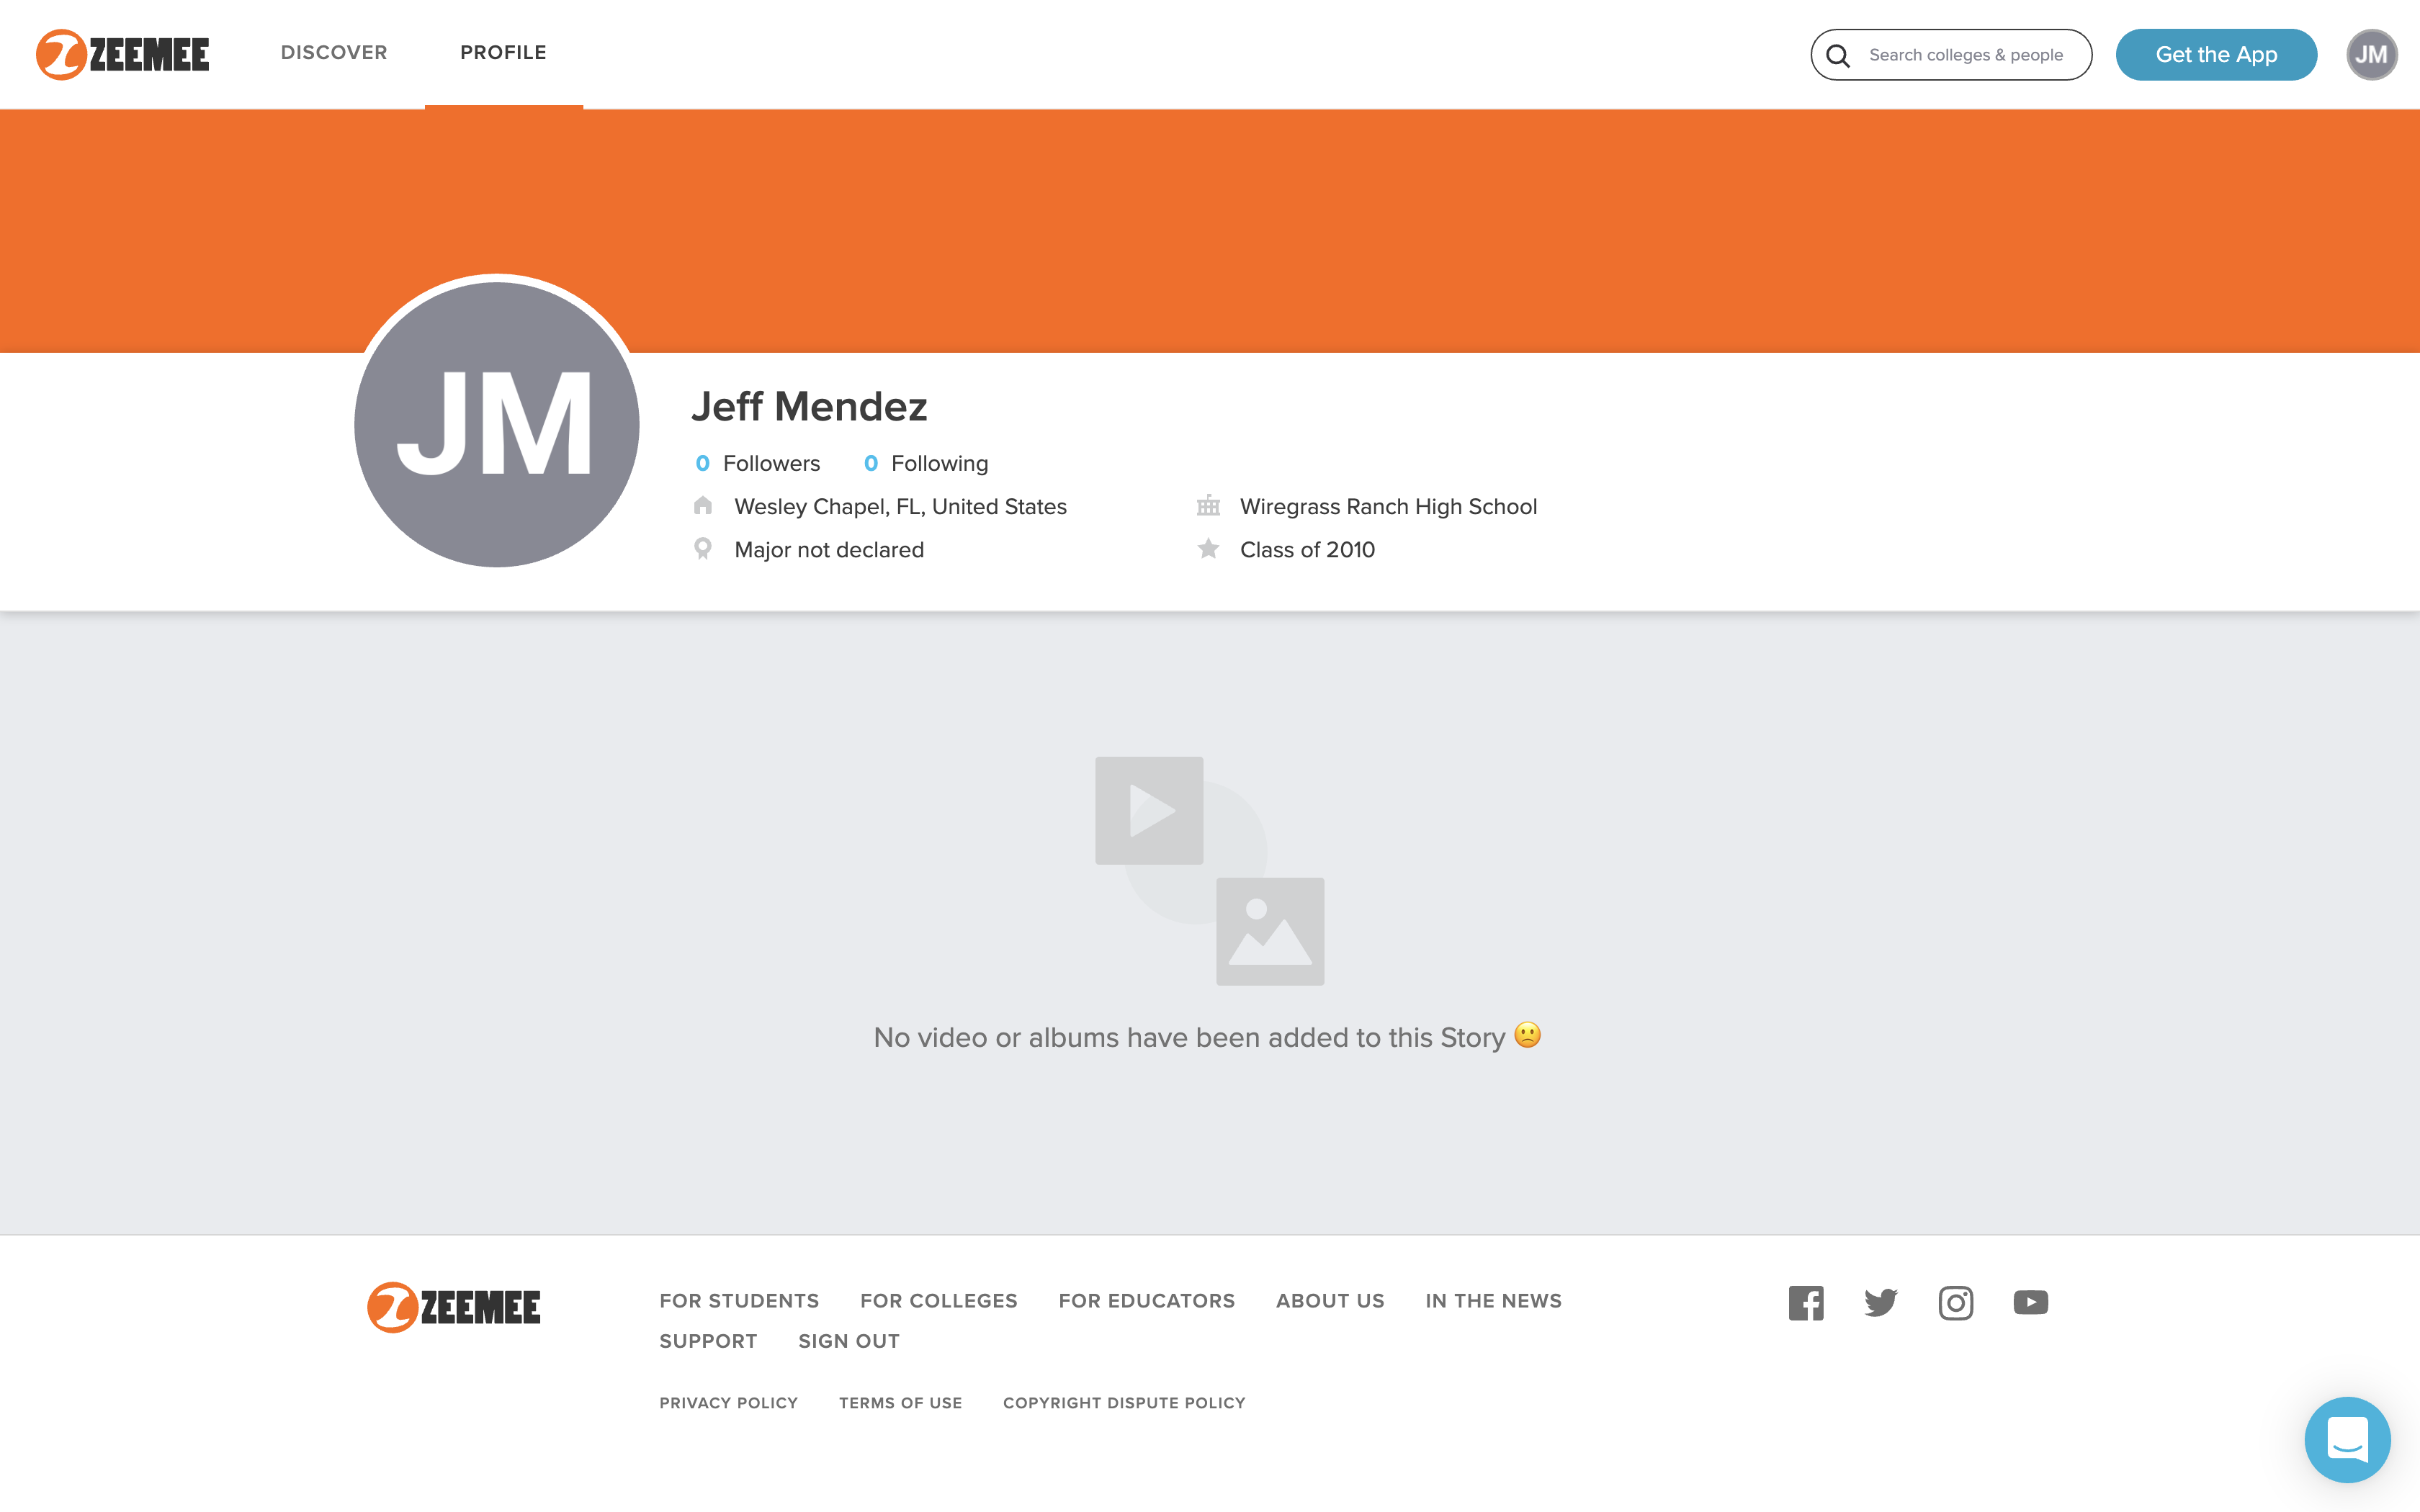 ZEEMEE DISCOVER PROFILE Search colleges & people Get the App JM
JM
Jeff Mendez
0 Followers 0 Following
Wesley Chapel, FL, United States Wiregrass Ranch High School
Major not declared Class of 2010
No video or albums have been added to this Story 🙁
ZEEMEE FOR STUDENTS FOR COLLEGES FOR EDUCATORS ABOUT US IN THE NEWS
SUPPORT SIGN OUT
PRIVACY POLICY TERMS OF USE COPYRIGHT DISPUTE POLICY